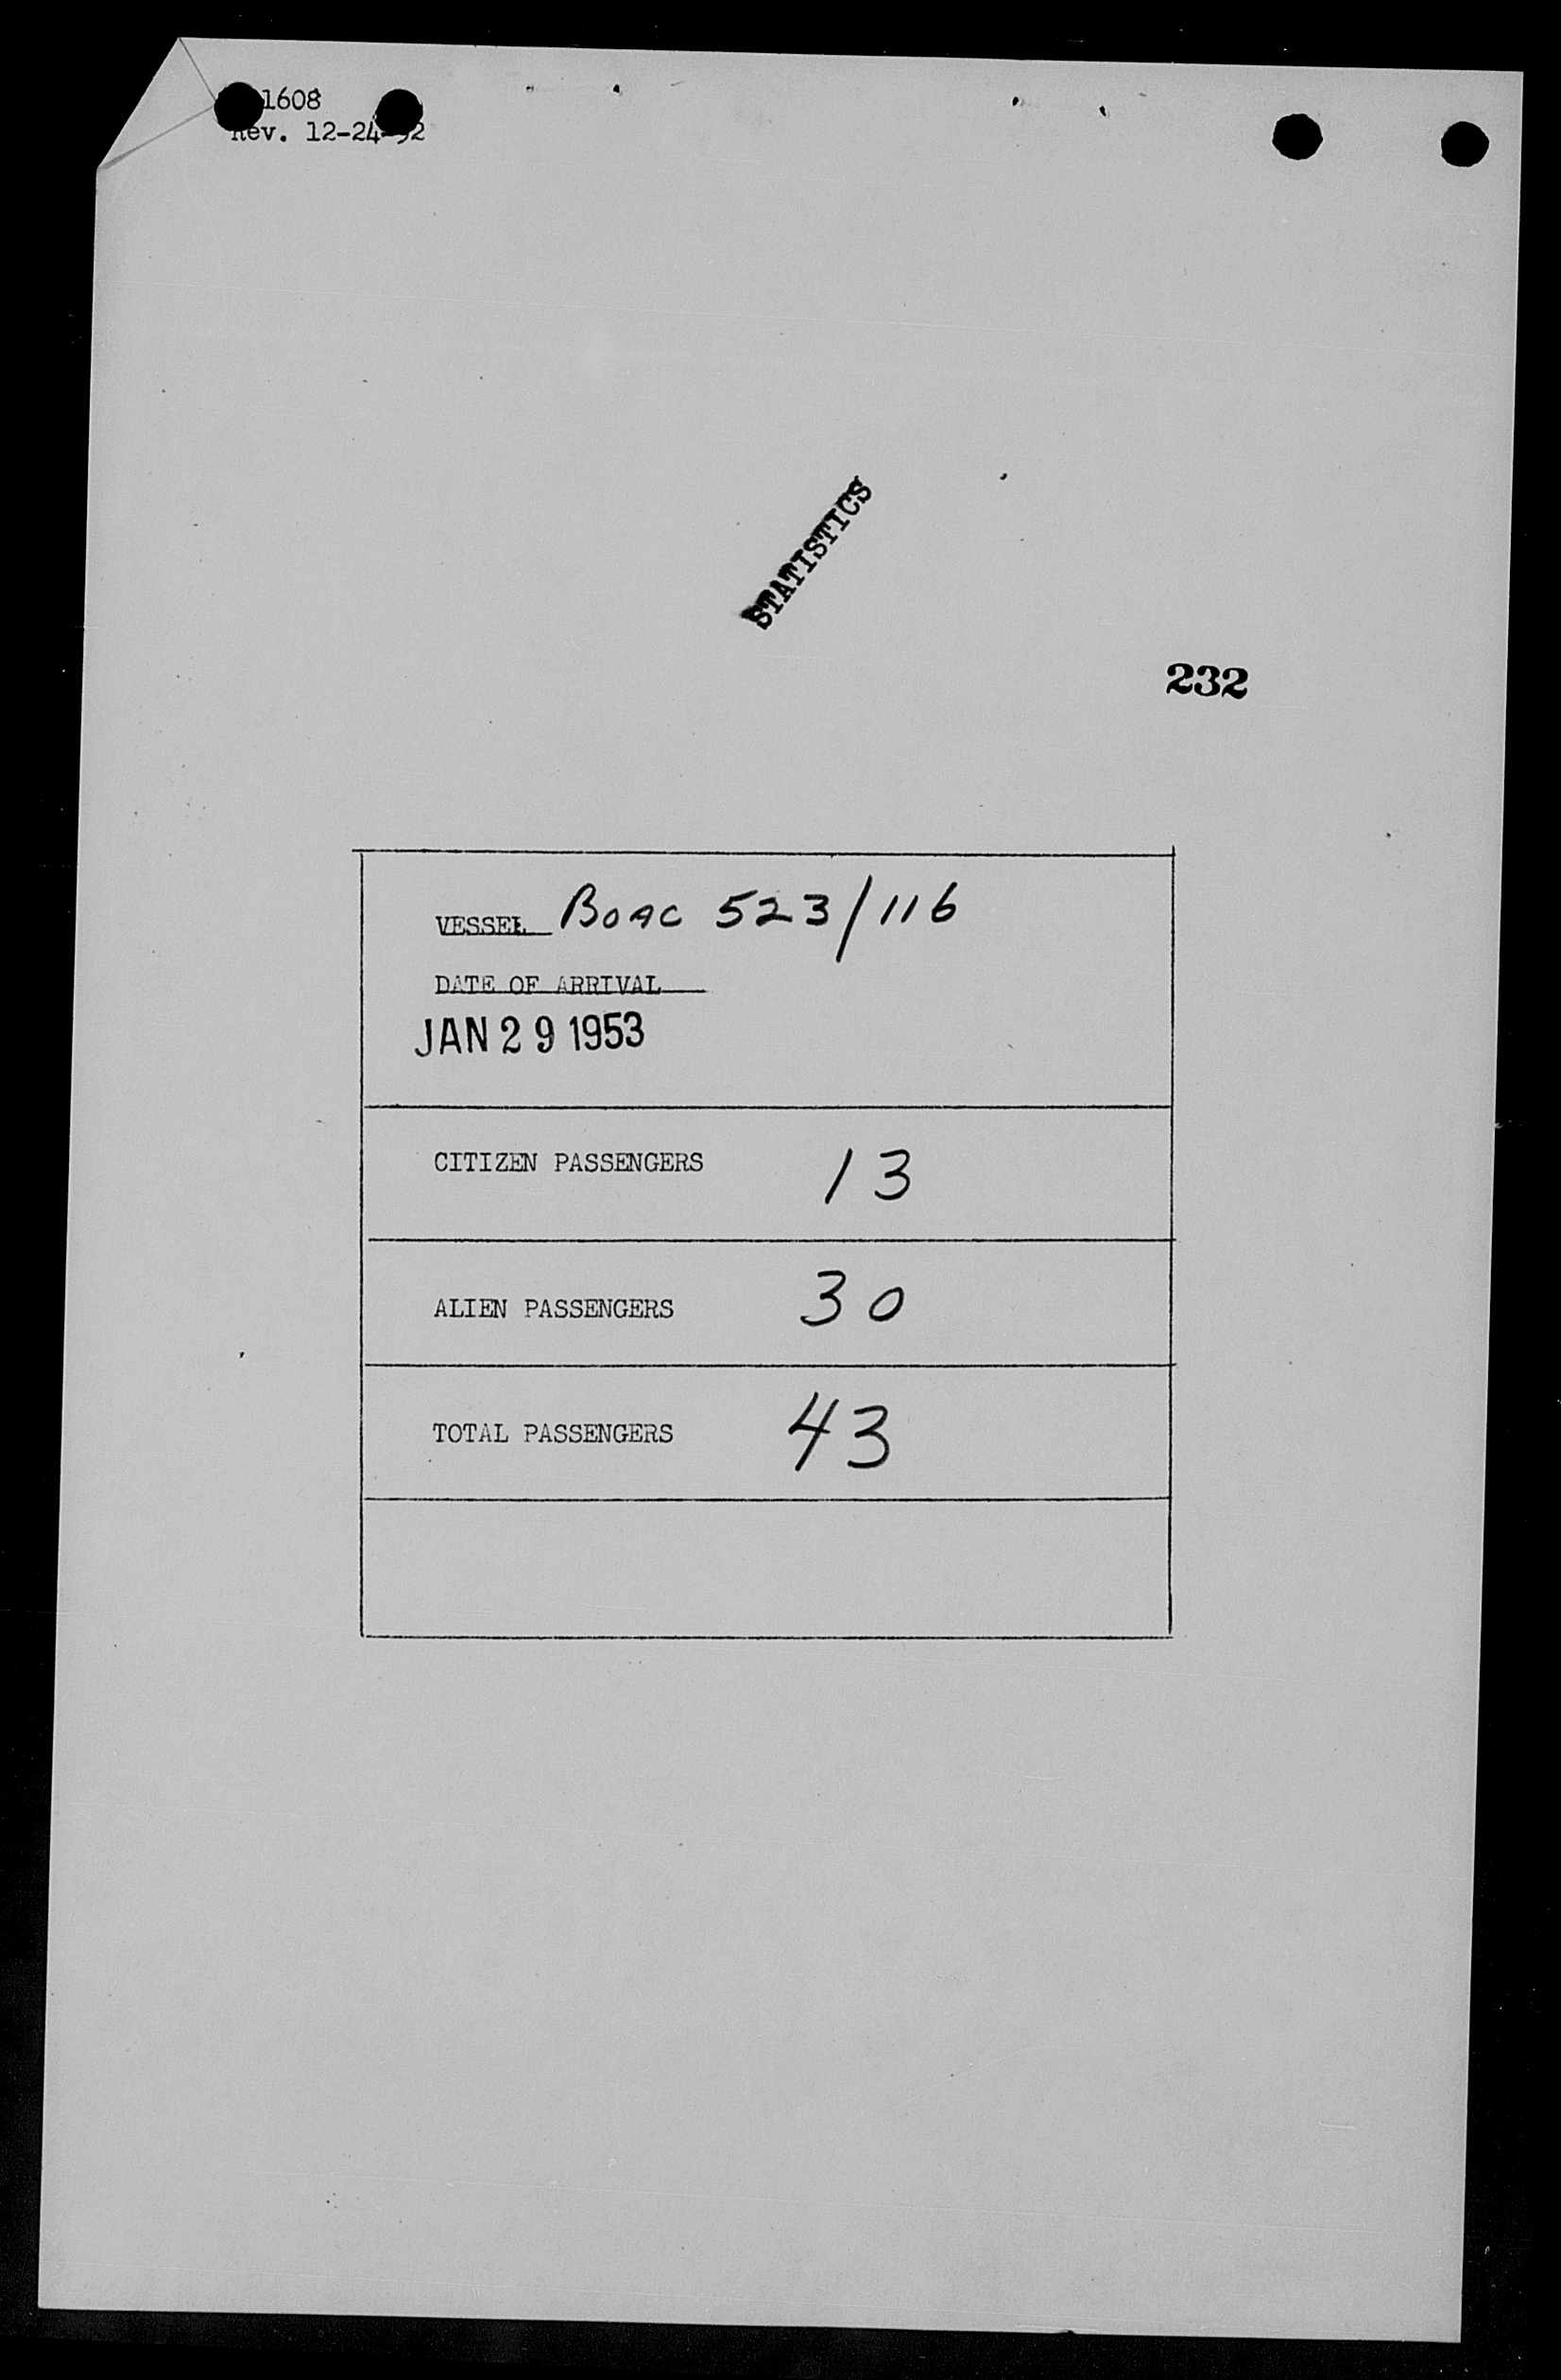 1608
Rev. 12-24-52
STATISTICS
232
VESSEL BOAC 523/116
DATE OF ARRIVAL
JAN 29 1953
CITIZEN PASSENGERS 13
ALIEN PASSENGERS 30
TOTAL PASSENGERS 43